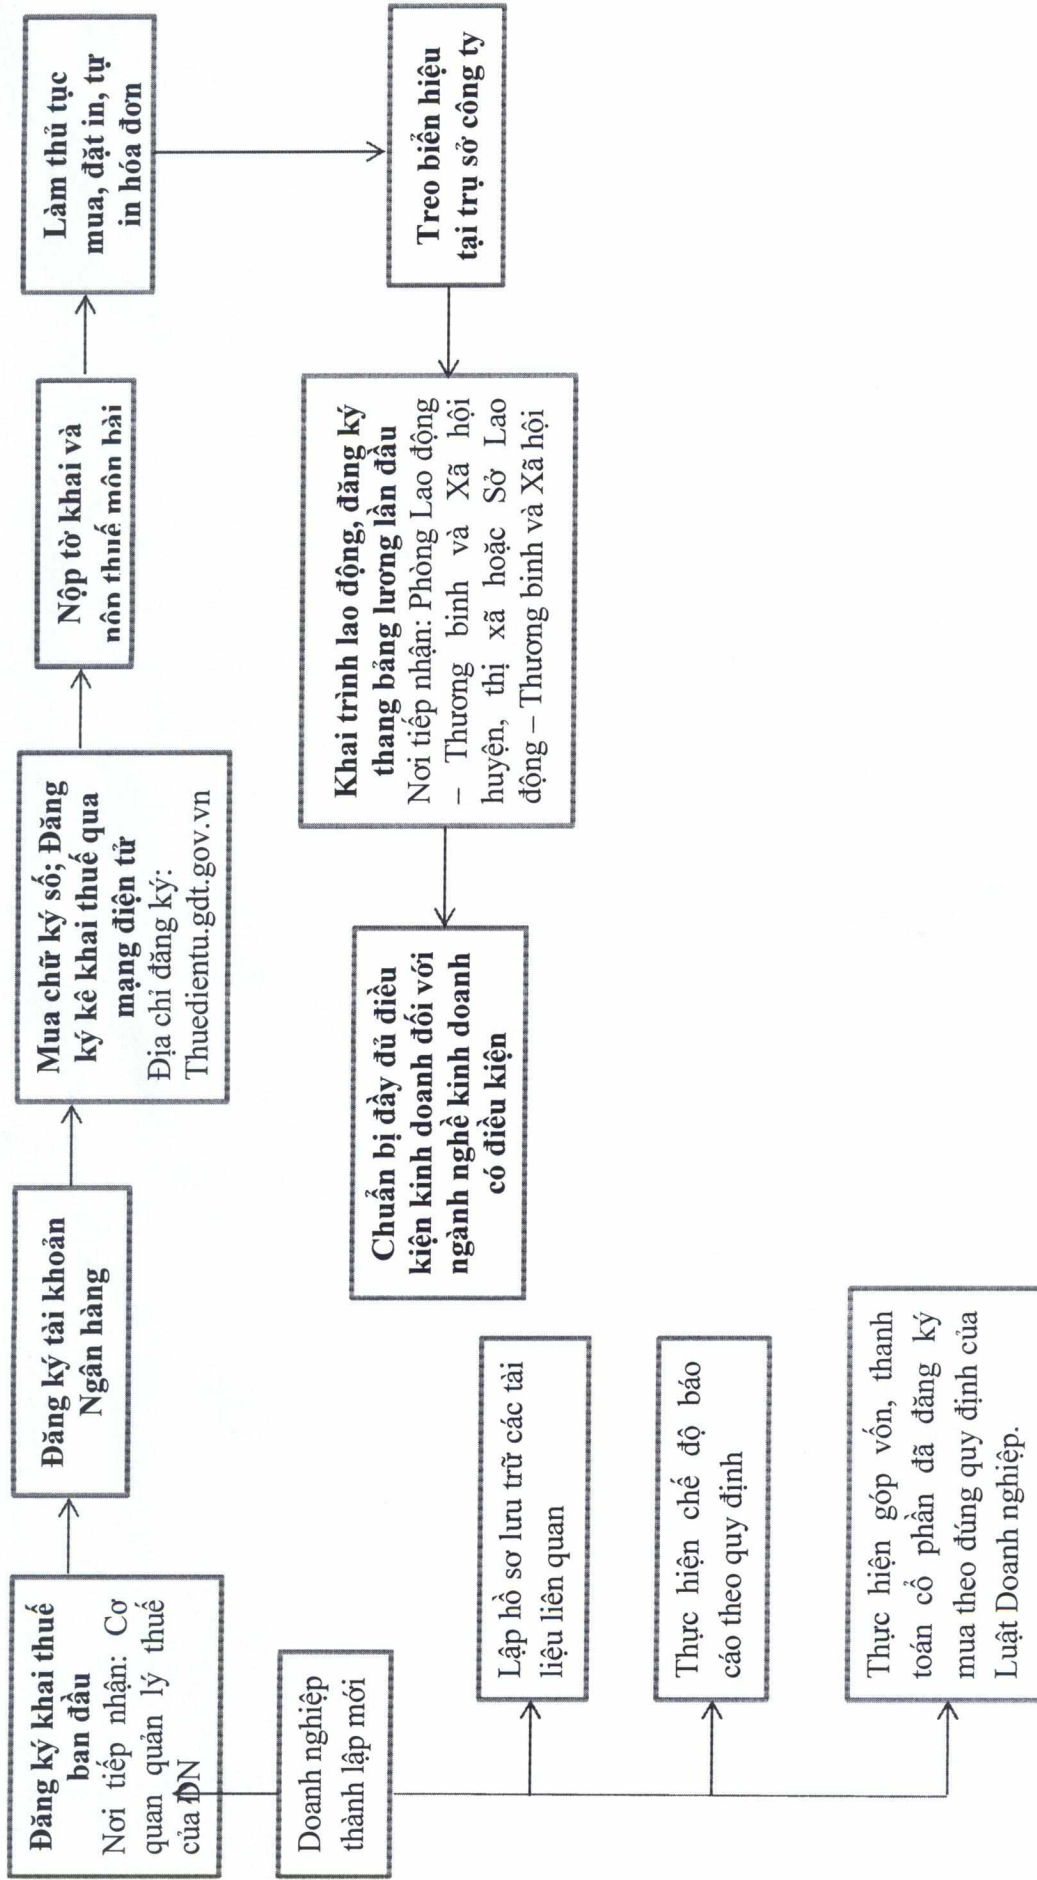 Đăng ký khai thuế
ban đầu
Nơi tiếp nhận: Cơ
quan quản lý thuế
của DN
Đăng ký tài khoản
Ngân hàng
Mua chữ ký số; Đăng
ký kê khai thuế qua
mạng điện tử
Địa chỉ đăng ký:
Thuedientu.gdt.gov.vn
Nộp tờ khai và
nộp thuế môn bài
Làm thủ tục
mua, đặt in, tự
in hóa đơn
Treo biển hiệu
tại trụ sở công ty
Khai trình lao động, đăng ký
thang bảng lương lần đầu
Nơi tiếp nhận: Phòng Lao động
– Thương binh và Xã hội
huyện, thị xã hoặc Sở Lao
động – Thương binh và Xã hội
Chuẩn bị đầy đủ điều
kiện kinh doanh đối với
ngành nghề kinh doanh
có điều kiện
Doanh nghiệp
thành lập mới
Lập hồ sơ lưu trữ các tài
liệu liên quan
Thực hiện chế độ báo
cáo theo quy định
Thực hiện góp vốn, thanh
toán cổ phần đã đăng ký
mua theo đúng quy định của
Luật Doanh nghiệp.